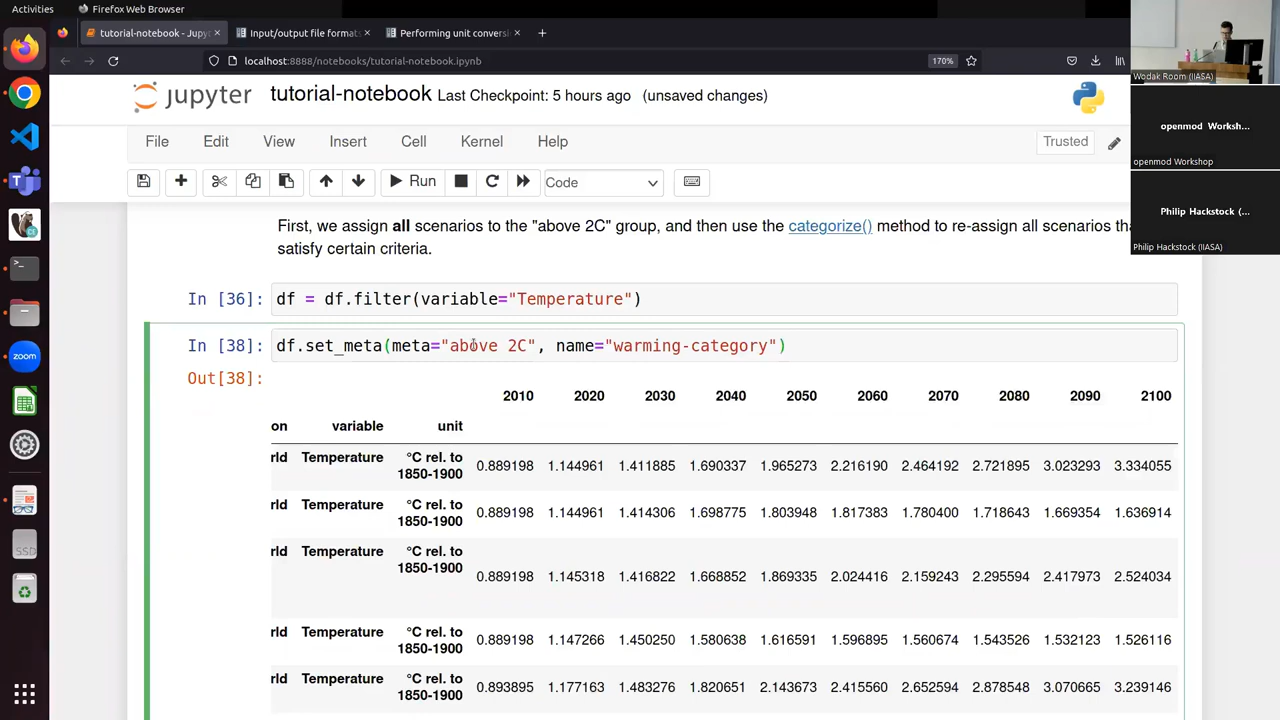 Activities
Firefox Web Browser
tutorial-notebook - Jupy
Input/output file formats
Performing unit convers
localhost:8888/notebooks/tutorial-notebook.ipynb
170%
jupyter
tutorial-notebook Last Checkpoint: 5 hours ago (unsaved changes)
File Edit View Insert Cell Kernel Help
Trusted
Run
Code
First, we assign all scenarios to the "above 2C" group, and then use the categorize() method to re-assign all scenarios tha
satisfy certain criteria.
In [36]: df = df.filter(variable="Temperature")
In [38]: df.set_meta(meta="above 2C", name="warming-category")
Out[38]:
2010 2020 2030 2040 2050 2060 2070 2080 2090 2100
on variable unit
rld Temperature °C rel. to 1850-1900 0.889198 1.144961 1.411885 1.690337 1.965273 2.216190 2.464192 2.721895 3.023293 3.334055
rld Temperature °C rel. to 1850-1900 0.889198 1.144961 1.414306 1.698775 1.803948 1.817383 1.780400 1.718643 1.669354 1.636914
rld Temperature °C rel. to 1850-1900 0.889198 1.145318 1.416822 1.668852 1.869335 2.024416 2.159243 2.295594 2.417973 2.524034
rld Temperature °C rel. to 1850-1900 0.889198 1.147266 1.450250 1.580638 1.616591 1.596895 1.560674 1.543526 1.532123 1.526116
rld Temperature °C rel. to 1850-1900 0.893895 1.177163 1.483276 1.820651 2.143673 2.415560 2.652594 2.878548 3.070665 3.239146
Wodak Room (IIASA)
openmod Worksh...
openmod Workshop
Philip Hackstock (...
Philip Hackstock (IIASA)
zoom
SSD